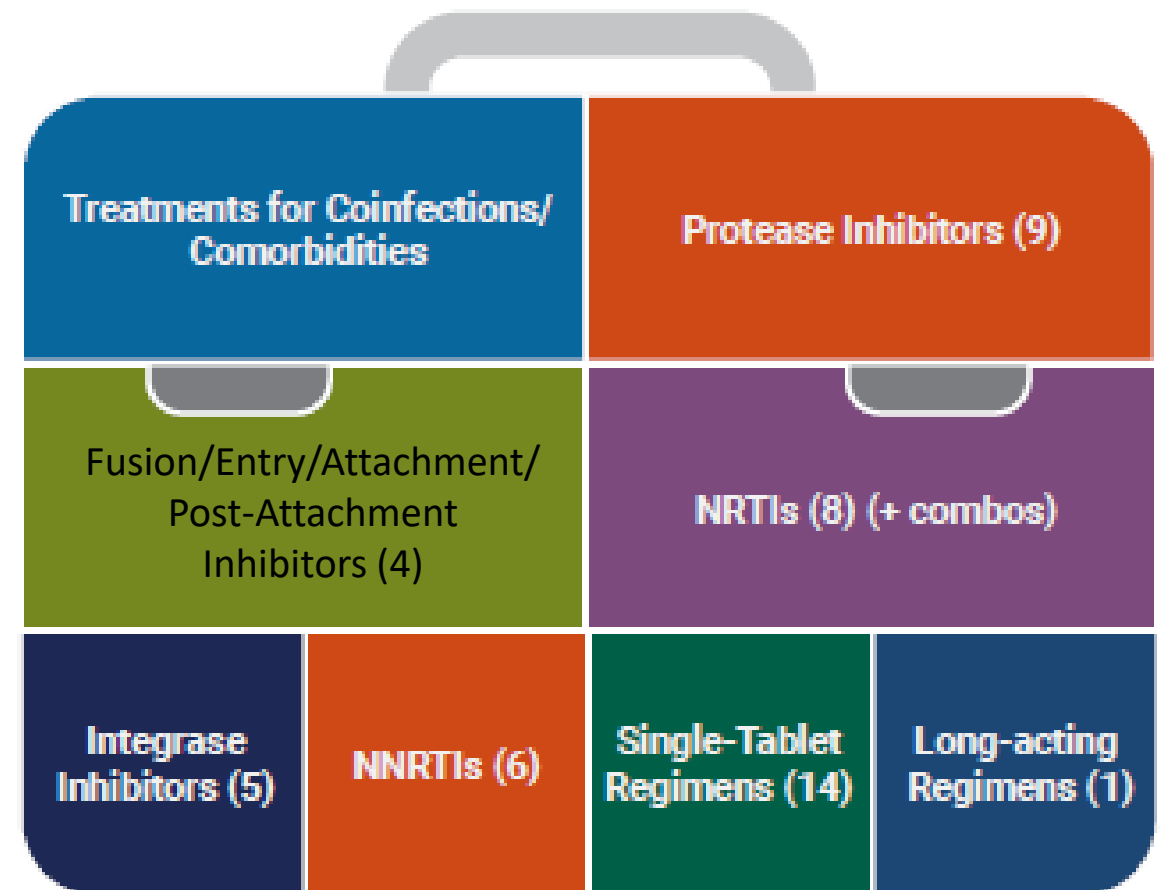 Treatments for Coinfections/
Comorbidities
Protease Inhibitors (9)
Fusion/Entry/Attachment/
Post-Attachment
Inhibitors (4)
NRTIs (8) (+ combos)
Integrase
Inhibitors (5)
NNRTIs (6)
Single-Tablet
Regimens (14)
Long-acting
Regimens (1)